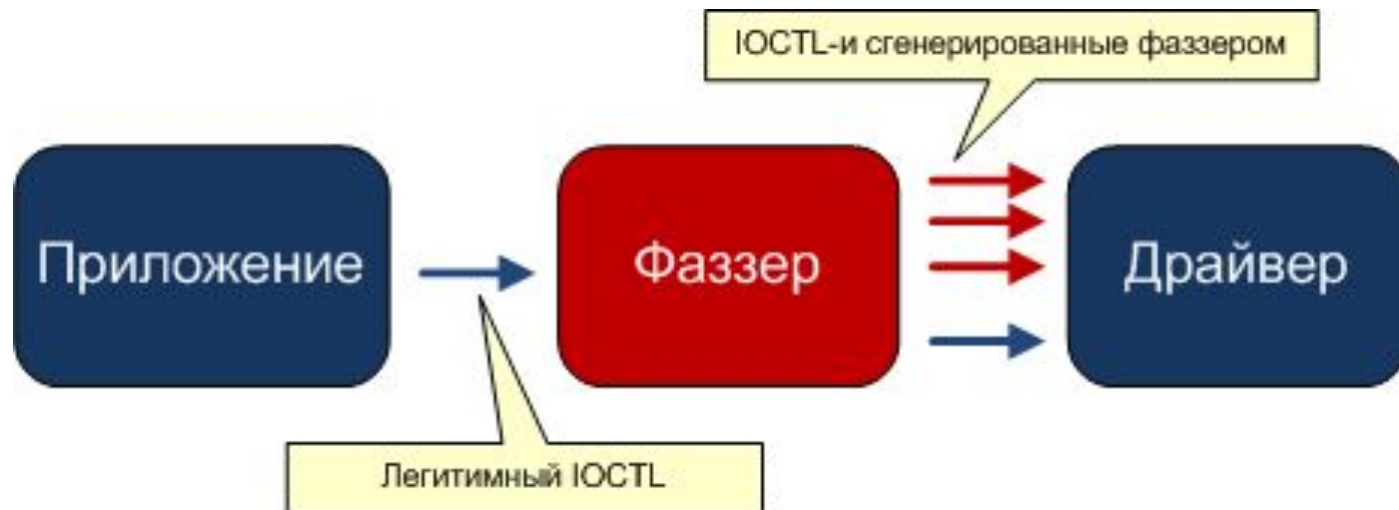 IOCTL-и сгенерированные фаззером
Приложение
Фаззер
Драйвер
Легитимный IOCTL